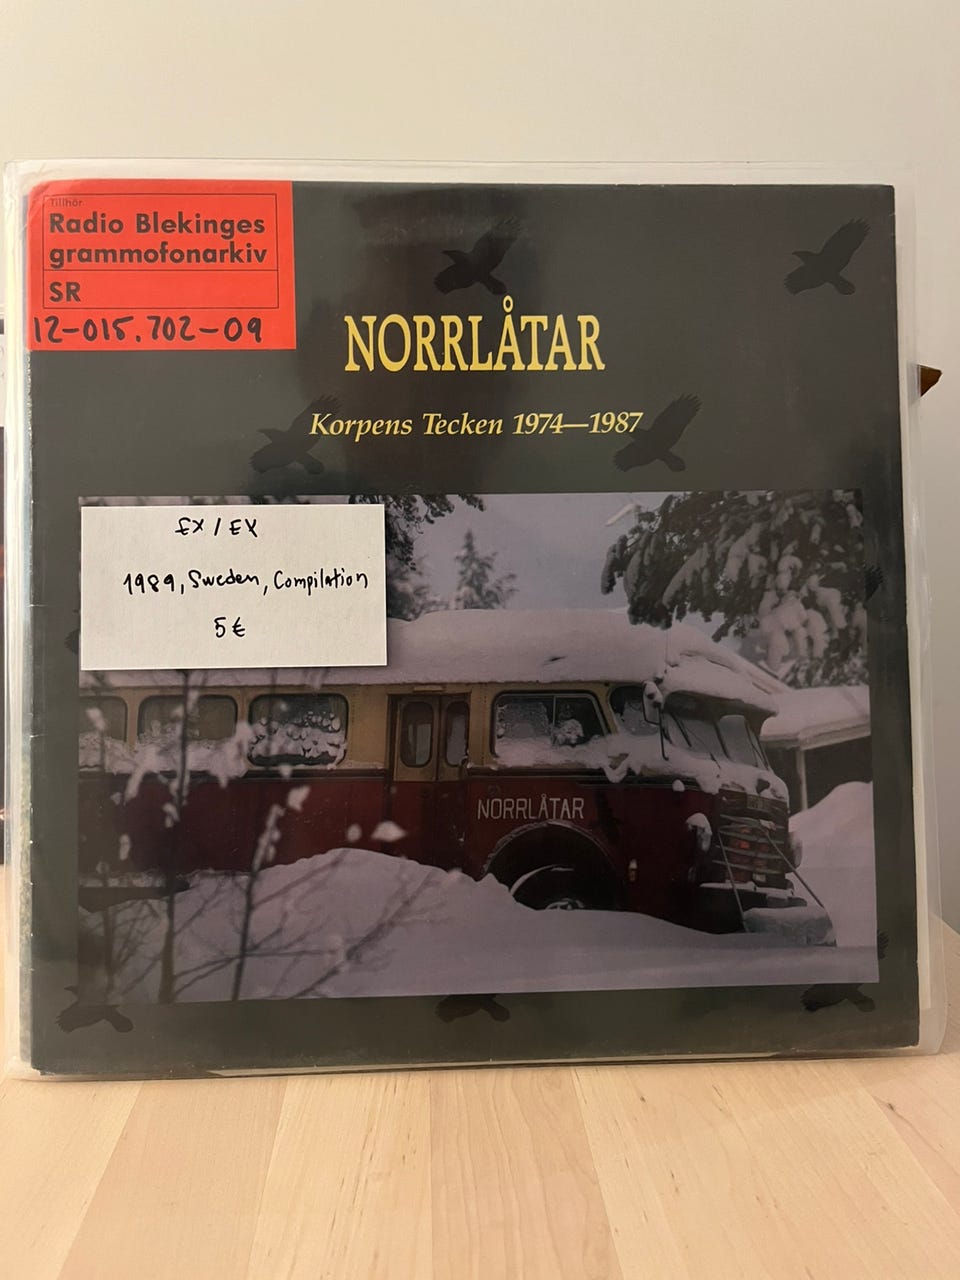 Tillhör
Radio Blekinges
grammofonarkiv
SR
12-015.702-09
NORRLÅTAR
Korpens Tecken 1974—1987
EX / EX
1989, Sweden, Compilation
5 €
NORRLÅTAR